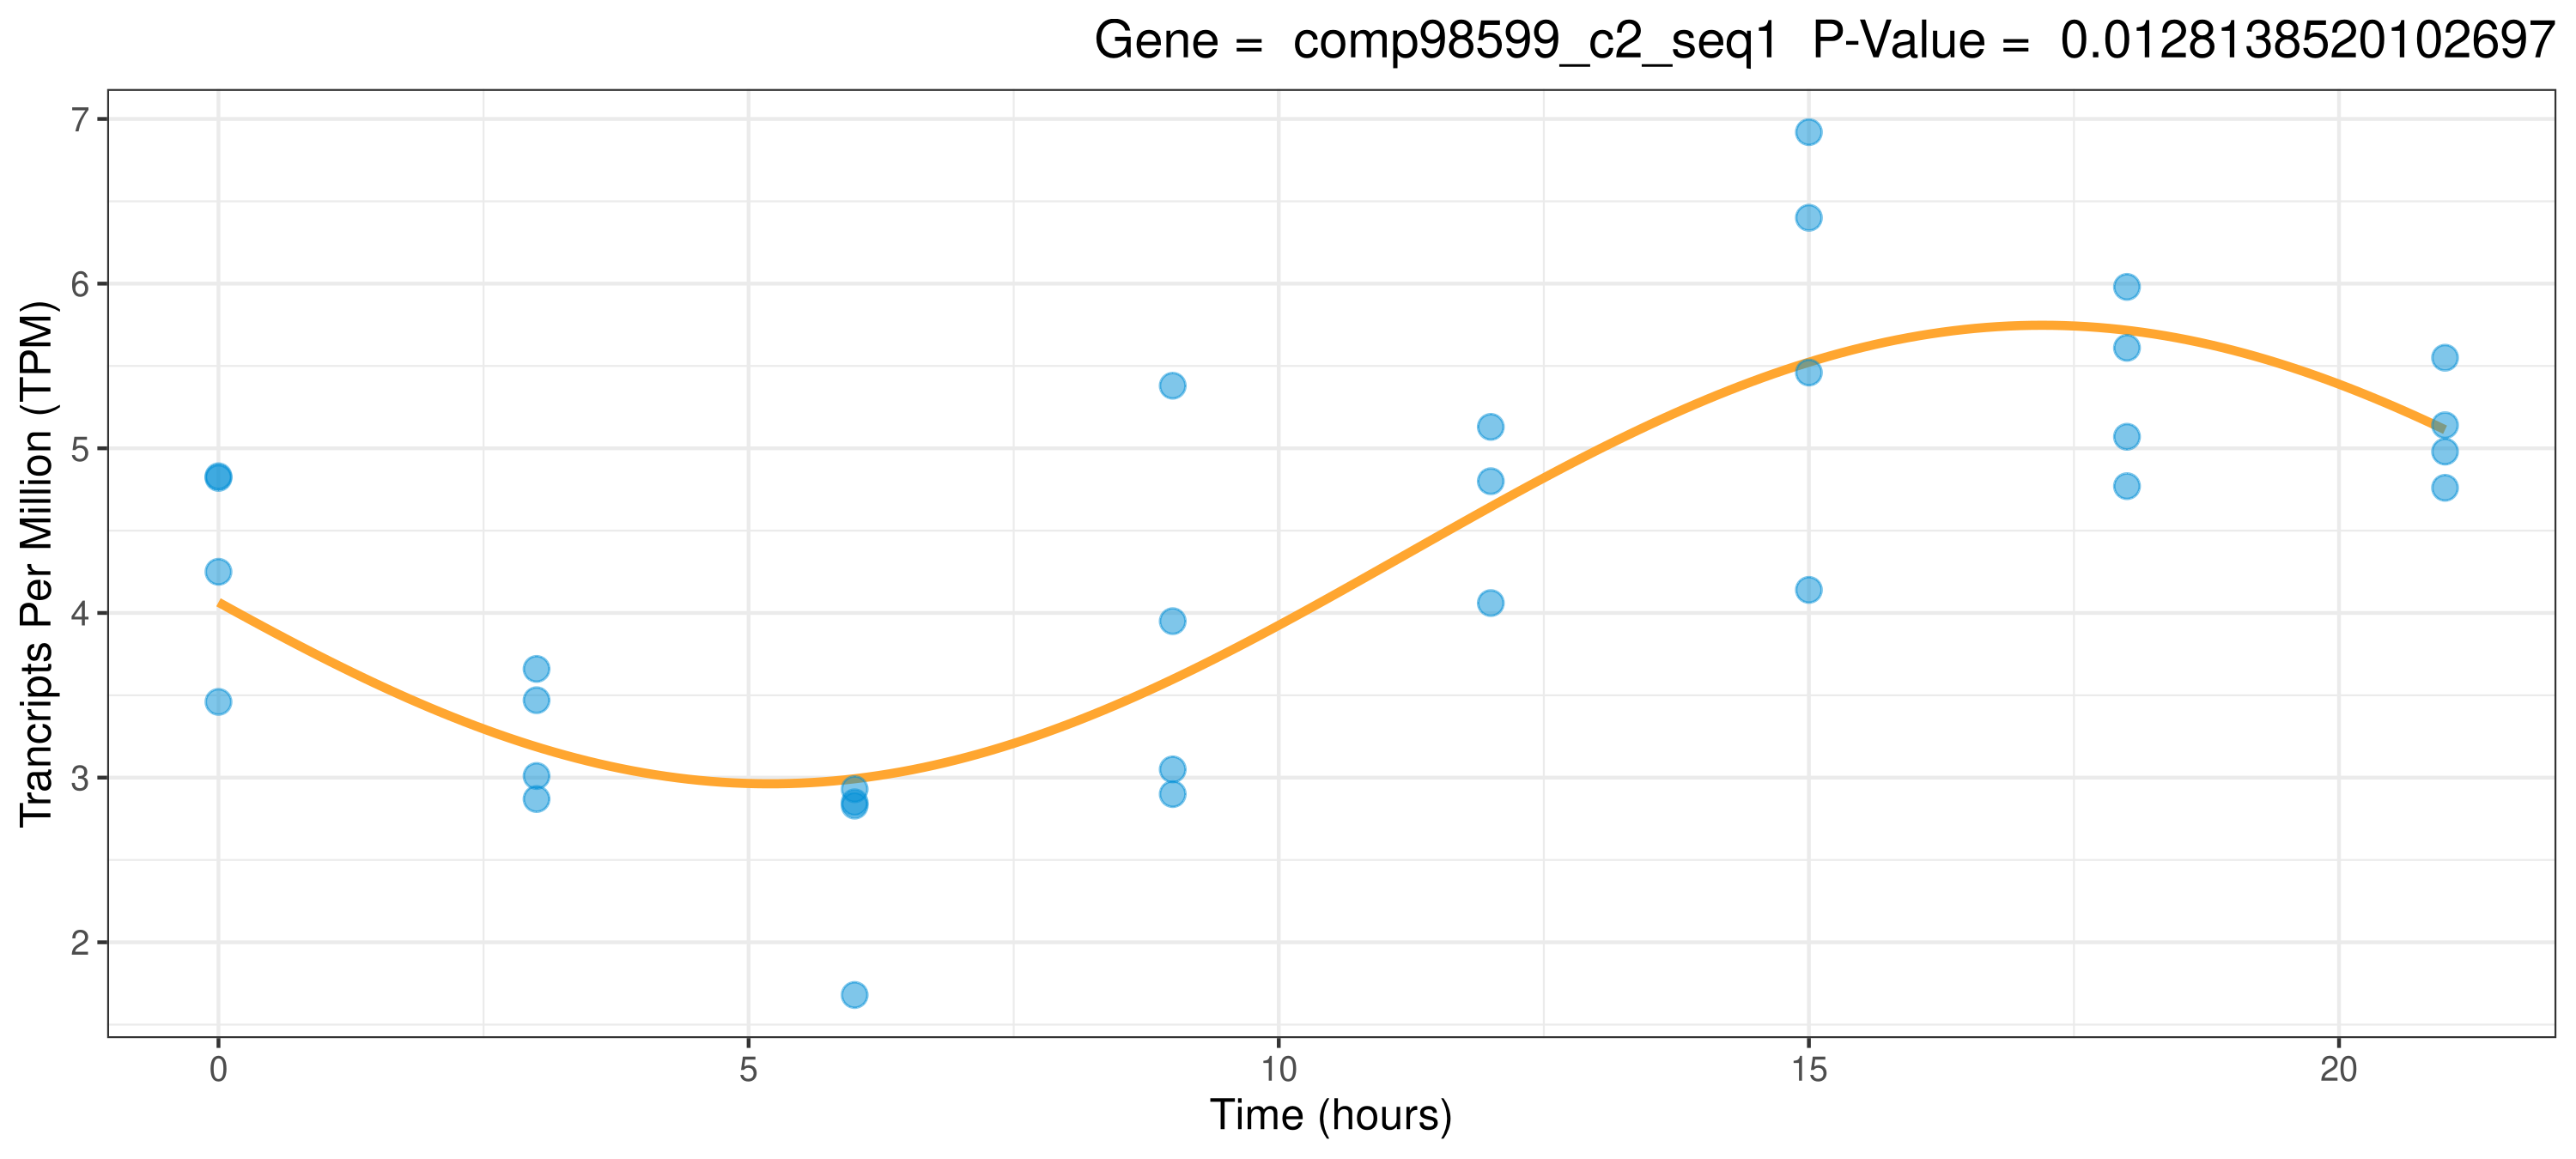 Gene =  comp98599_c2_seq1  P-Value =  0.0128138520102697
Trancripts Per Million (TPM)
7
6
5
4
3
2
0 5 10 15 20
Time (hours)